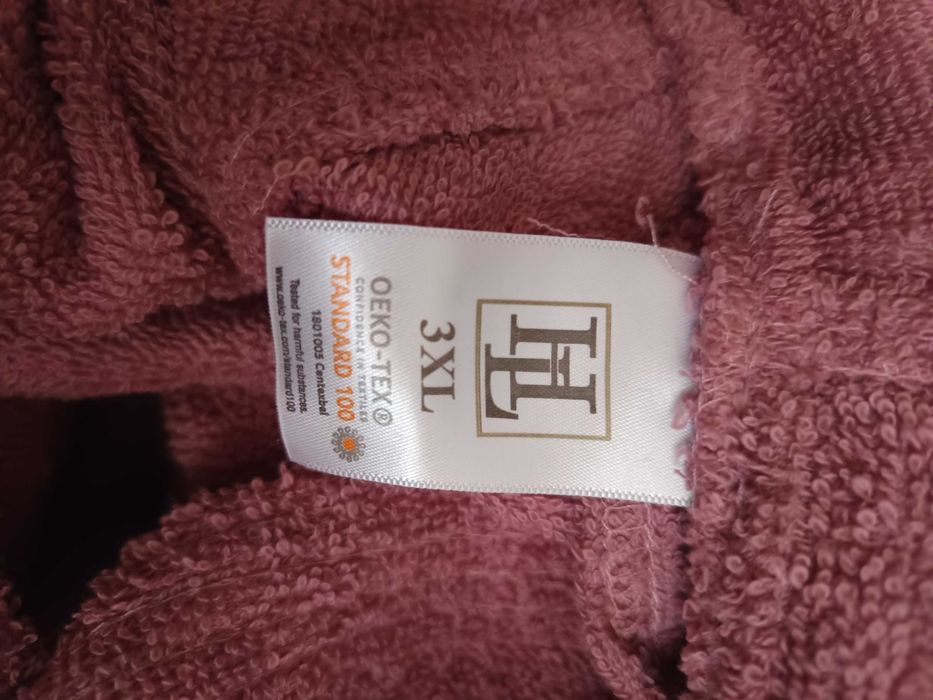 HL
3XL
OEKO-TEX®
CONFIDENCE IN TEXTILES
STANDARD 100
1801005 Centexbel
Tested for harmful substances.
www.oeko-tex.com/standard100